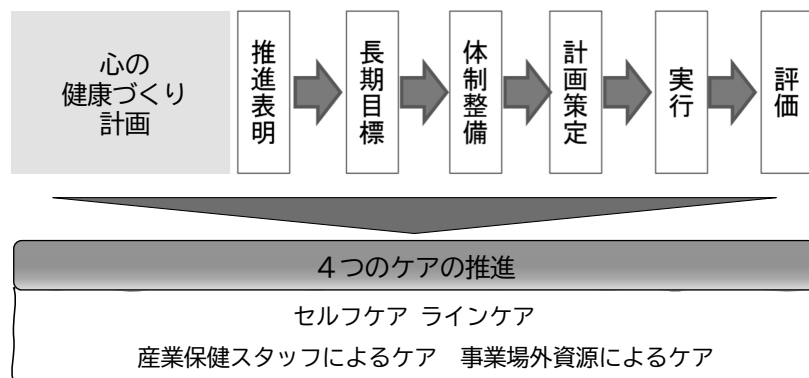 心の
健康づくり
計画
推進表明
長期目標
体制整備
計画策定
実行
評価
４つのケアの推進
セルフケア ラインケア
産業保健スタッフによるケア　事業場外資源によるケア